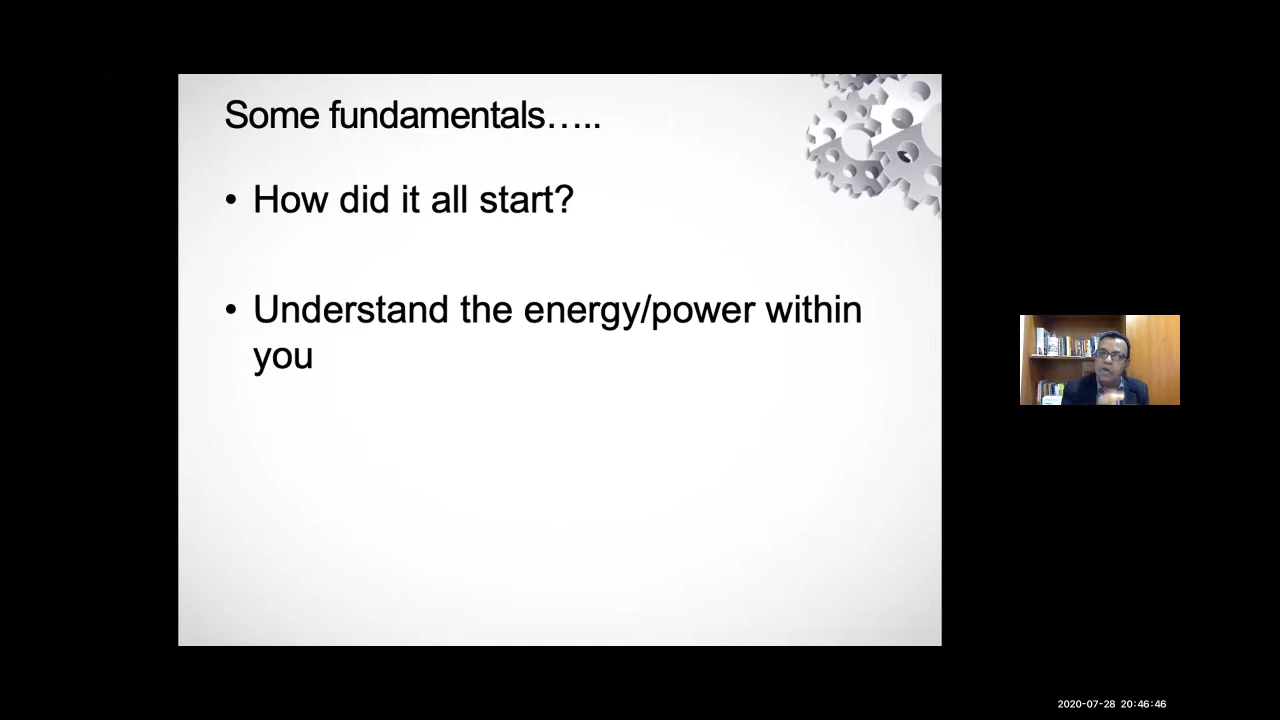 Some fundamentals…..
• How did it all start?
• Understand the energy/power within
you
2020-07-28 20:46:46